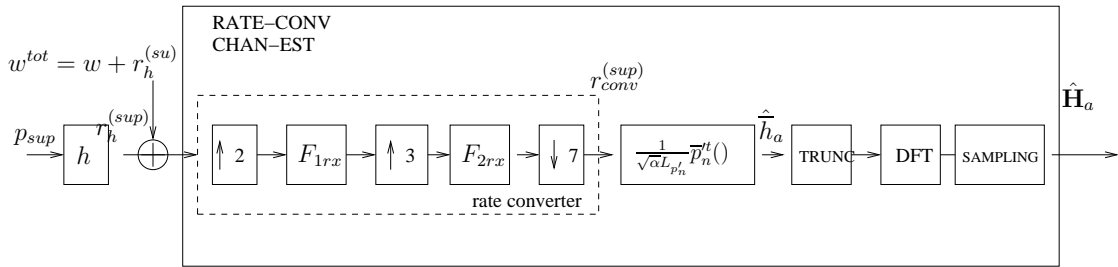 RATE–CONV
CHAN–EST
w^{tot} = w + r_h^{(su)}
r_{conv}^{(sup)}
\hat{\mathbf{H}}_a
p_{sup}
h
r_h^{(sup)}
↑ 2
F_{1rx}
↑ 3
F_{2rx}
↓ 7
\frac{1}{\sqrt{\alpha}L_{p'_n}} \overline{p}_n^{\prime t}()
\hat{\overline{h}}_a
TRUNC
DFT
SAMPLING
rate converter